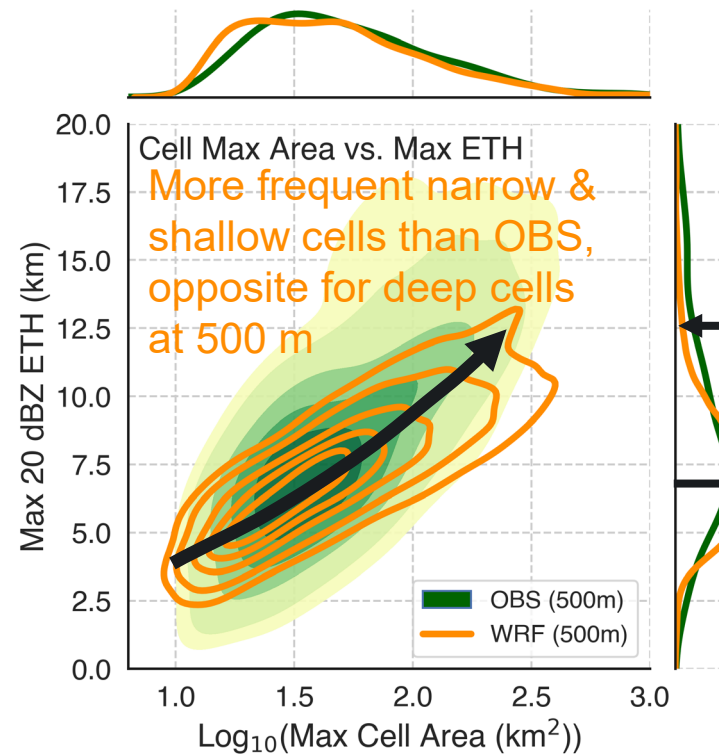 20.0
Cell Max Area vs. Max ETH
More frequent narrow &
shallow cells than OBS,
opposite for deep cells
at 500 m
17.5
15.0
12.5
10.0
7.5
5.0
2.5
0.0
Max 20 dBZ ETH (km)
OBS (500m)
WRF (500m)
1.0 1.5 2.0 2.5 3.0
Log₁₀(Max Cell Area (km²))